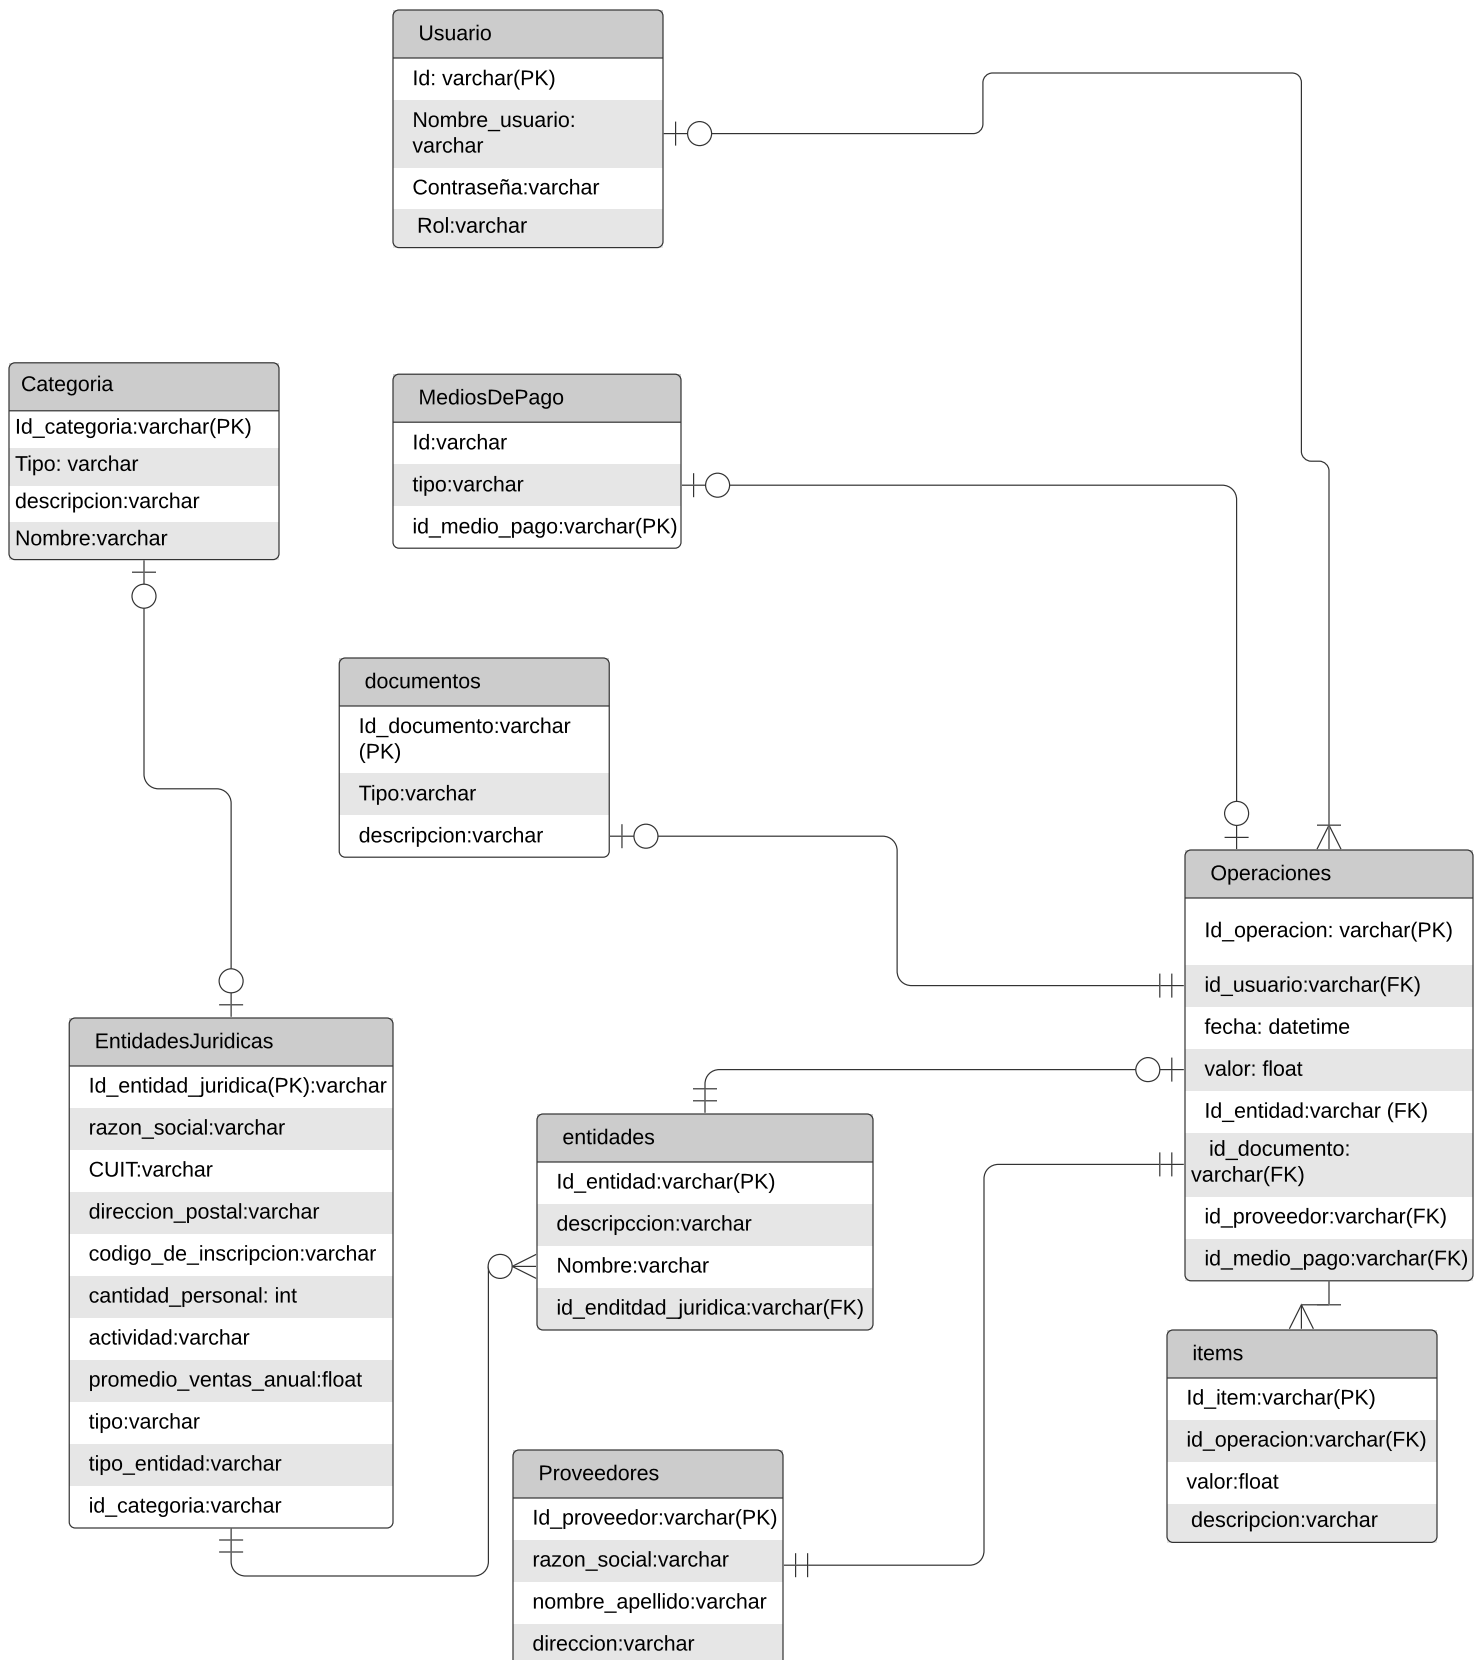 Usuario
Id: varchar(PK)
Nombre_usuario:
varchar
Contraseña:varchar
Rol:varchar
Categoria
Id_categoria:varchar(PK)
Tipo: varchar
descripcion:varchar
Nombre:varchar
MediosDePago
Id:varchar
tipo:varchar
id_medio_pago:varchar(PK)
documentos
Id_documento:varchar
(PK)
Tipo:varchar
descripcion:varchar
Operaciones
Id_operacion: varchar(PK)
id_usuario:varchar(FK)
fecha: datetime
valor: float
Id_entidad:varchar (FK)
id_documento:
varchar(FK)
id_proveedor:varchar(FK)
id_medio_pago:varchar(FK)
EntidadesJuridicas
Id_entidad_juridica(PK):varchar
razon_social:varchar
CUIT:varchar
direccion_postal:varchar
codigo_de_inscripcion:varchar
cantidad_personal: int
actividad:varchar
promedio_ventas_anual:float
tipo:varchar
tipo_entidad:varchar
id_categoria:varchar
entidades
Id_entidad:varchar(PK)
descripccion:varchar
Nombre:varchar
id_enditdad_juridica:varchar(FK)
items
Id_item:varchar(PK)
id_operacion:varchar(FK)
valor:float
descripcion:varchar
Proveedores
Id_proveedor:varchar(PK)
razon_social:varchar
nombre_apellido:varchar
direccion:varchar